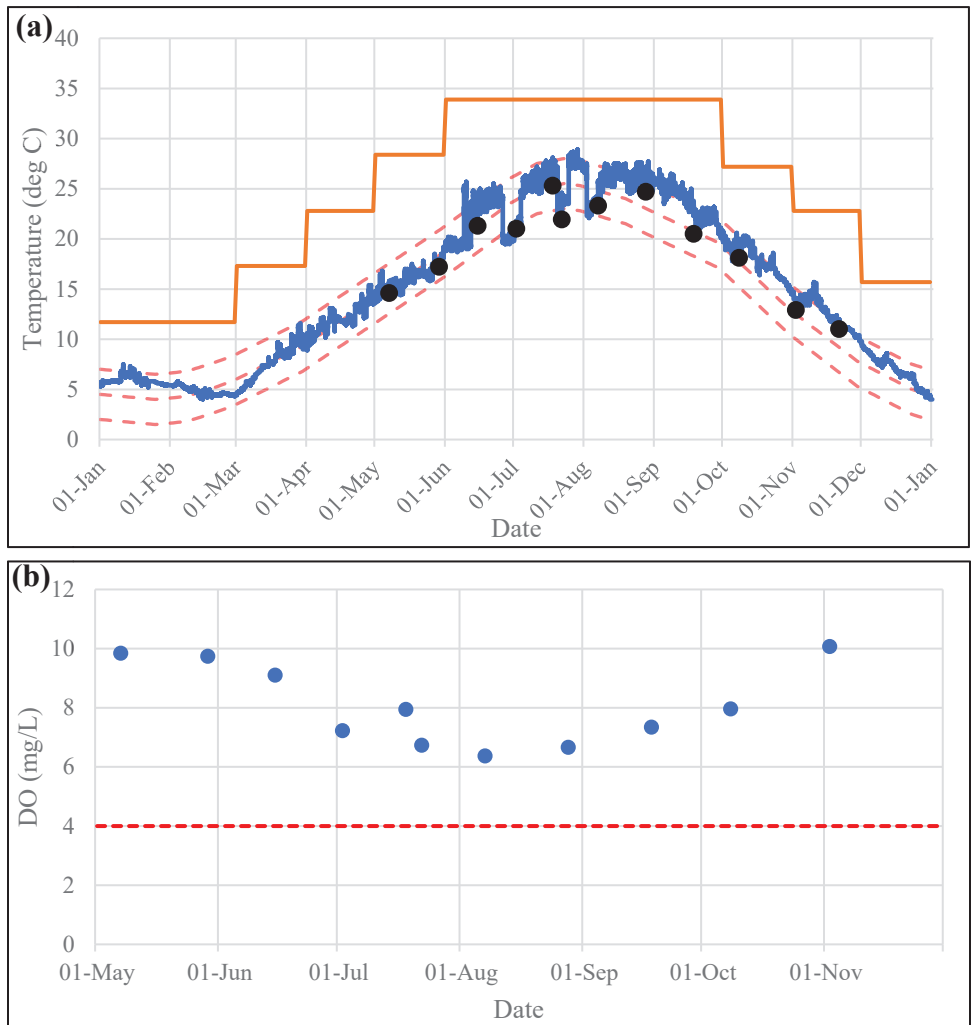 (a)
40
35
30
25
20
15
10
5
0
Temperature (deg C)
01-Jan
01-Feb
01-Mar
01-Apr
01-May
01-Jun
01-Jul
01-Aug
01-Sep
01-Oct
01-Nov
01-Dec
01-Jan
Date
(b)
12
10
8
6
4
2
0
DO (mg/L)
01-May
01-Jun
01-Jul
01-Aug
01-Sep
01-Oct
01-Nov
Date